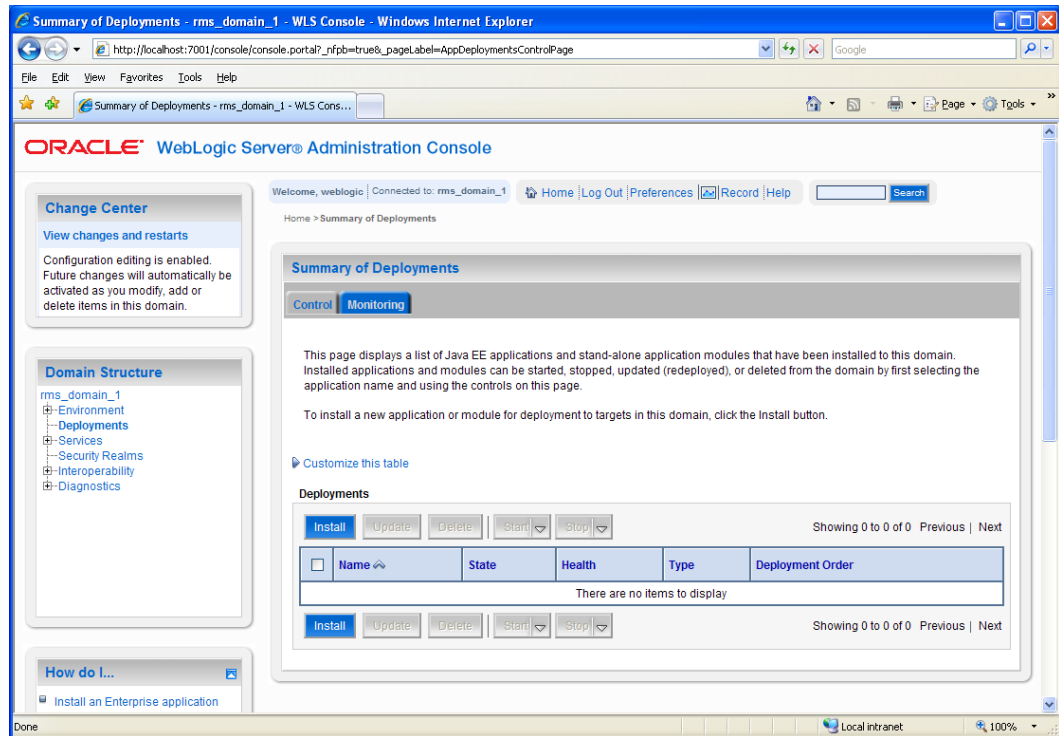 Summary of Deployments - rms_domain_1 - WLS Console - Windows Internet Explorer
http://localhost:7001/console/console.portal?_nfpb=true&_pageLabel=AppDeploymentsControlPage
Google
File Edit View Favorites Tools Help
Summary of Deployments - rms_domain_1 - WLS Cons...
Page Tools »
ORACLE WebLogic Server® Administration Console
Change Center
View changes and restarts
Configuration editing is enabled.
Future changes will automatically be
activated as you modify, add or
delete items in this domain.
Domain Structure
rms_domain_1
Environment
Deployments
Services
Security Realms
Interoperability
Diagnostics
How do I...
Install an Enterprise application
Welcome, weblogic Connected to: rms_domain_1 Home Log Out Preferences Record Help Search
Home > Summary of Deployments
Summary of Deployments
Control Monitoring
This page displays a list of Java EE applications and stand-alone application modules that have been installed to this domain.
Installed applications and modules can be started, stopped, updated (redeployed), or deleted from the domain by first selecting the
application name and using the controls on this page.
To install a new application or module for deployment to targets in this domain, click the Install button.
Customize this table
Deployments
Install Update Delete Start Stop Showing 0 to 0 of 0 Previous | Next
Name State Health Type Deployment Order
There are no items to display
Install Update Delete Start Stop Showing 0 to 0 of 0 Previous | Next
Done Local intranet 100%